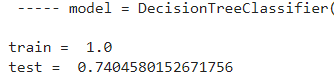 ----- model = DecisionTreeClassifier(
train = 1.0
test = 0.7404580152671756